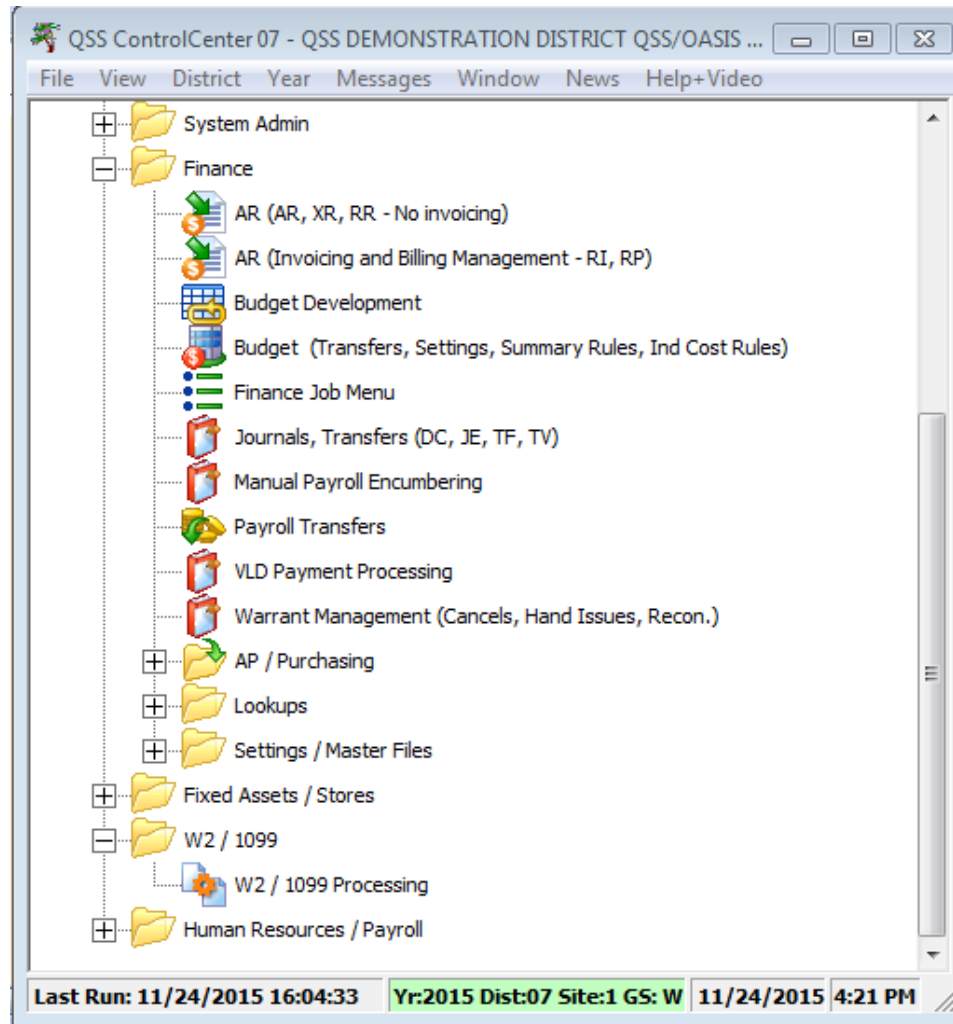 QSS ControlCenter 07 - QSS DEMONSTRATION DISTRICT QSS/OASIS ...
File View District Year Messages Window News Help+Video
System Admin
Finance
AR (AR, XR, RR - No invoicing)
AR (Invoicing and Billing Management - RI, RP)
Budget Development
Budget (Transfers, Settings, Summary Rules, Ind Cost Rules)
Finance Job Menu
Journals, Transfers (DC, JE, TF, TV)
Manual Payroll Encumbering
Payroll Transfers
VLD Payment Processing
Warrant Management (Cancels, Hand Issues, Recon.)
AP / Purchasing
Lookups
Settings / Master Files
Fixed Assets / Stores
W2 / 1099
W2 / 1099 Processing
Human Resources / Payroll
Last Run: 11/24/2015 16:04:33 Yr:2015 Dist:07 Site:1 GS: W 11/24/2015 4:21 PM